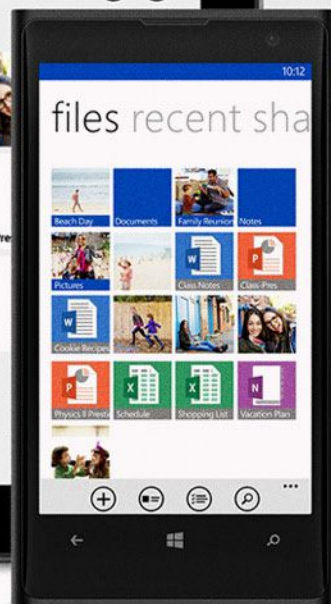 10:12
files recent sha
Beach Day Documents Family Reunion Notes
Pictures Class Notes Class-Pres
W P
Cookie Recipes
W
Physics II Prest Schedule Shopping List Vacation Plan
P X X N